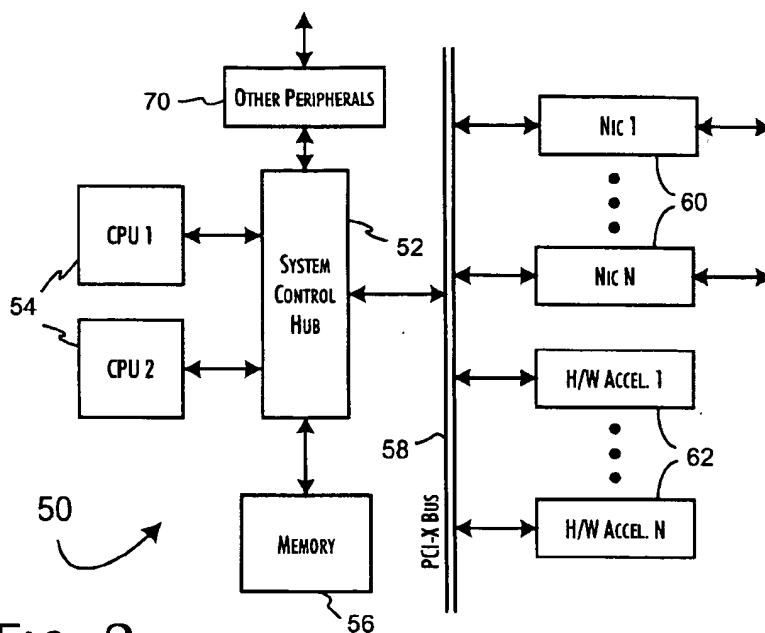 70
OTHER PERIPHERALS
NIC 1
60
NIC N
CPU 1
54
CPU 2
52
SYSTEM
CONTROL
HUB
H/W ACCEL. 1
62
H/W ACCEL. N
58
PCI-X BUS
50
MEMORY
56